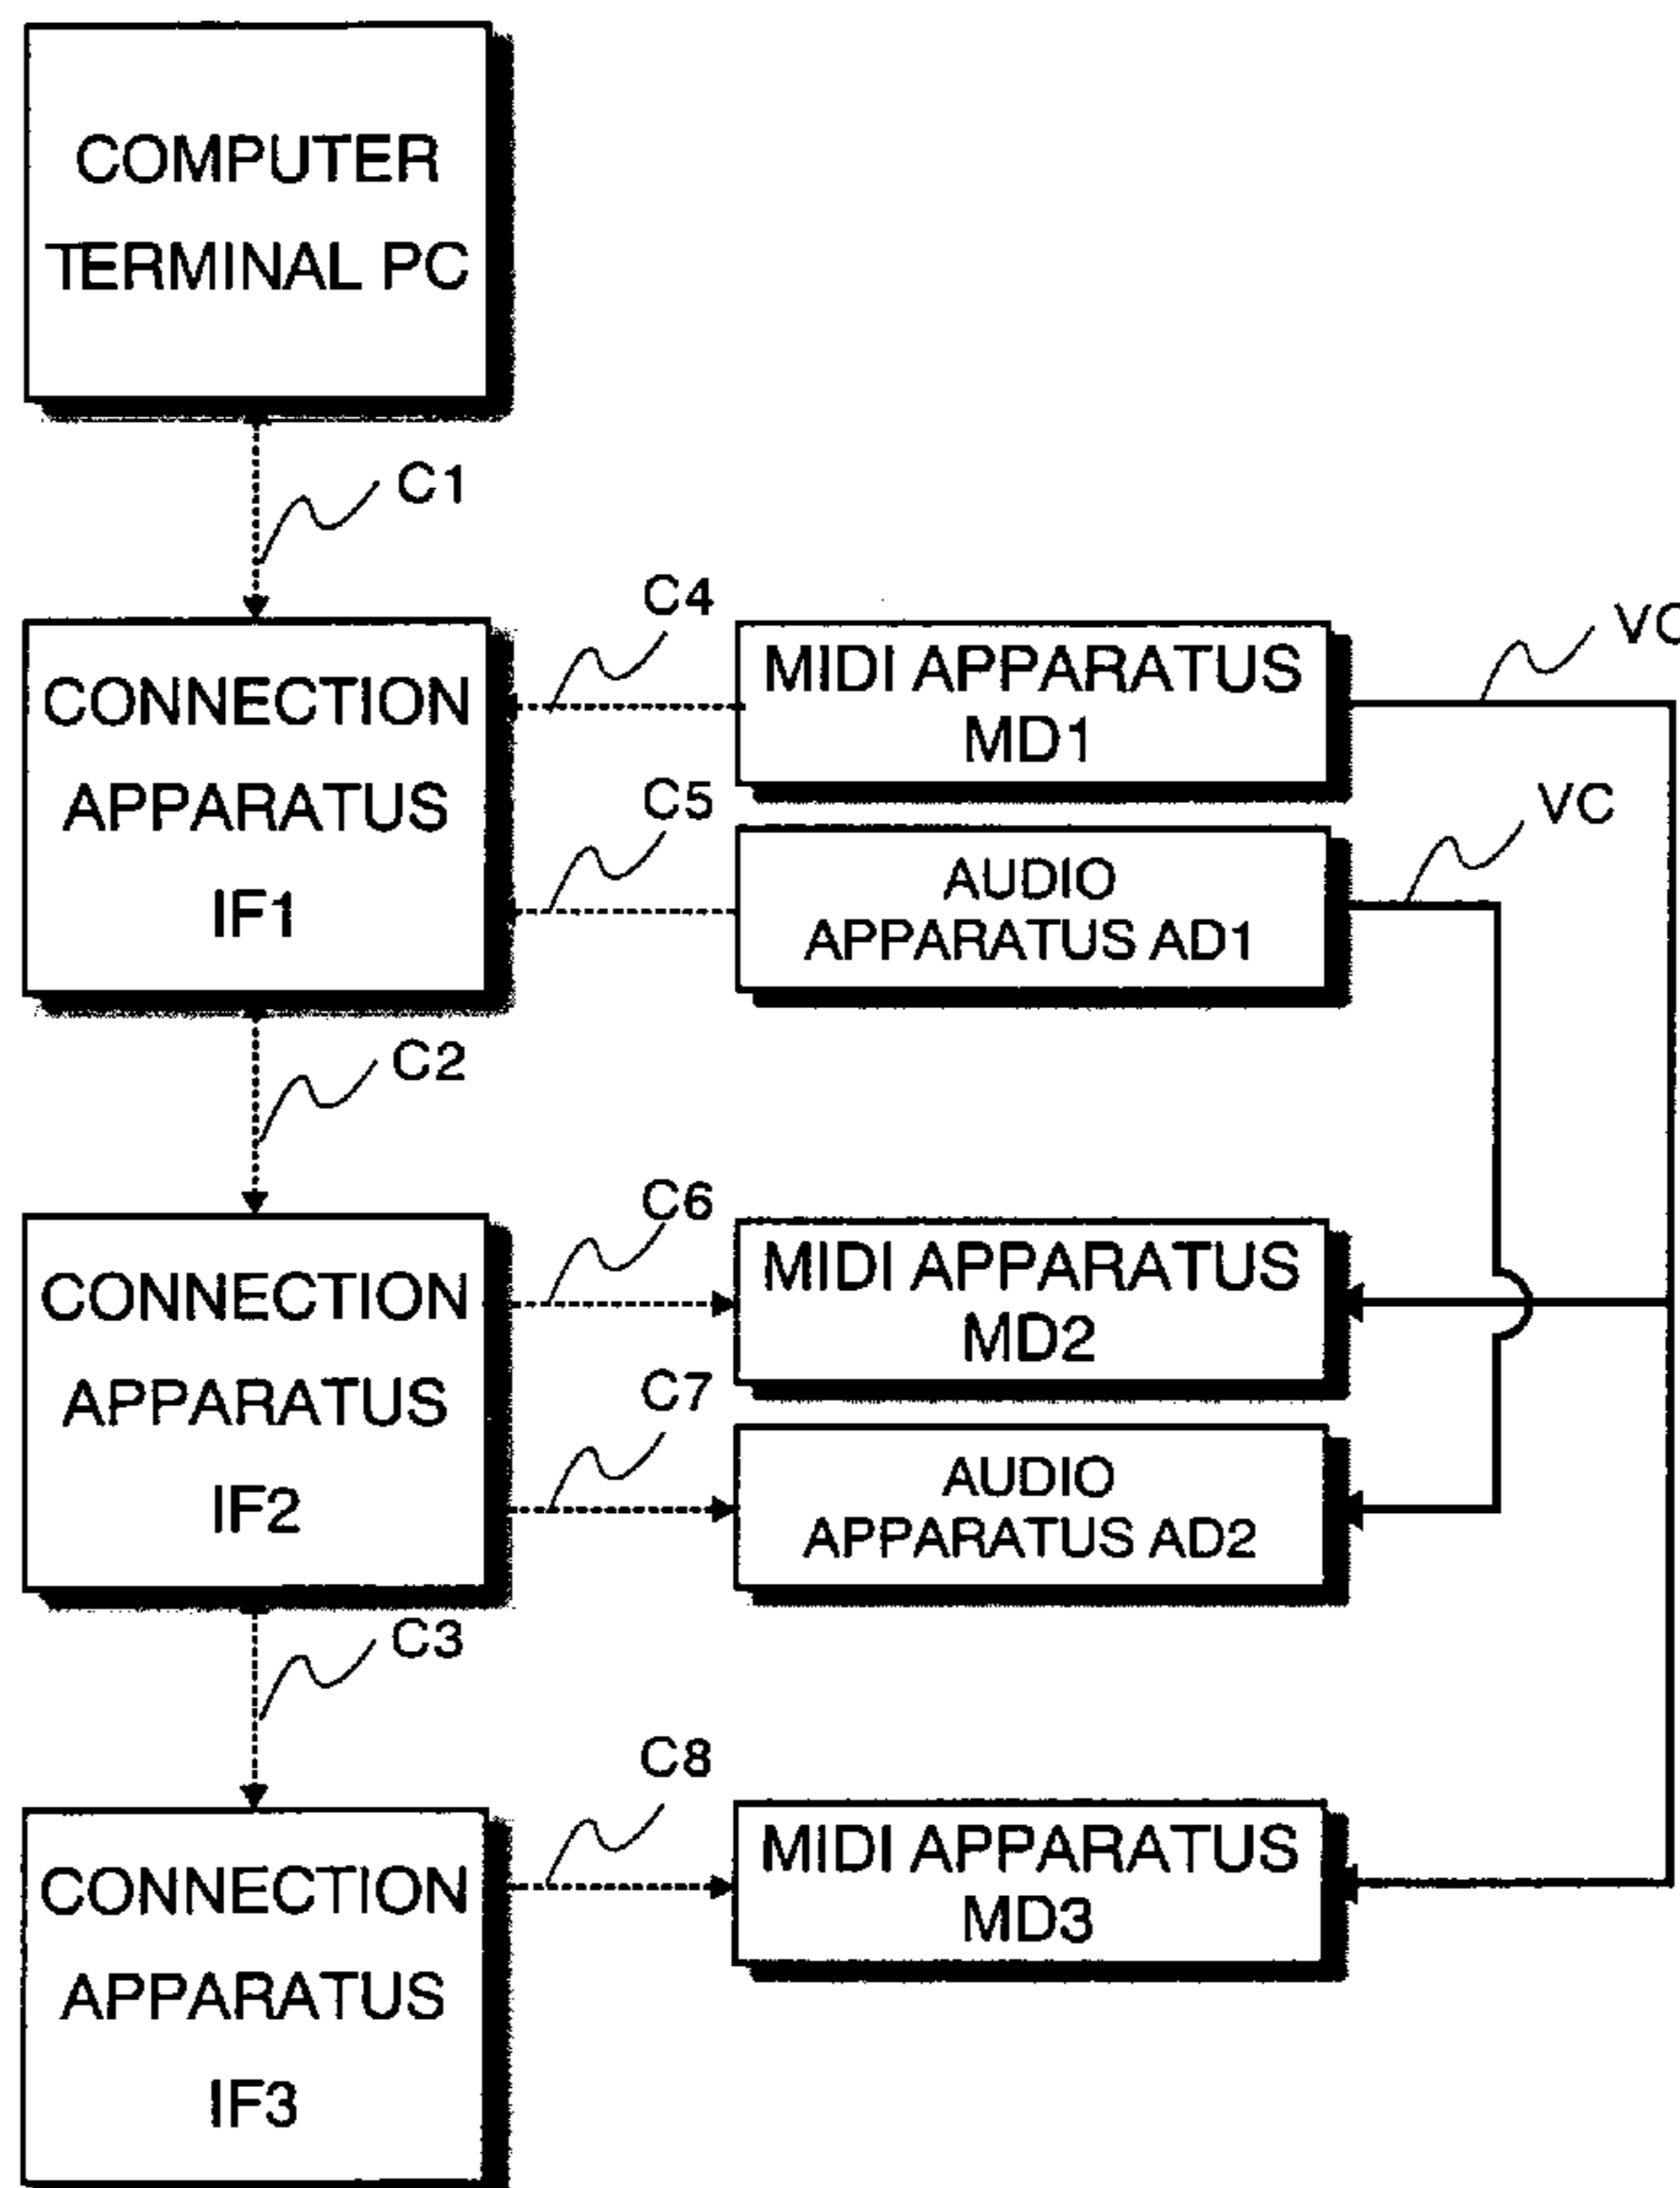 COMPUTER
TERMINAL PC
C1
CONNECTION
APPARATUS
IF1
C4
MIDI APPARATUS
MD1
VC
C5
AUDIO
APPARATUS AD1
VC
C2
CONNECTION
APPARATUS
IF2
C6
MIDI APPARATUS
MD2
C7
AUDIO
APPARATUS AD2
C3
CONNECTION
APPARATUS
IF3
C8
MIDI APPARATUS
MD3